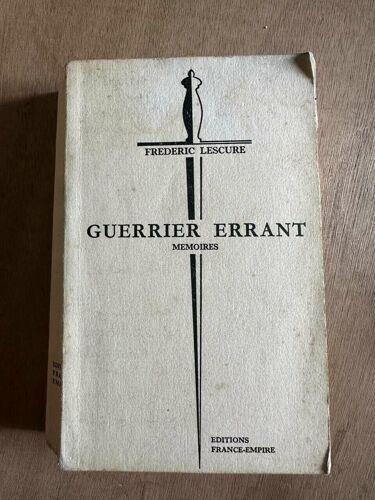 FREDERIC LESCURE
GUERRIER ERRANT
MEMOIRES
EDITIONS
FRANCE-EMPIRE